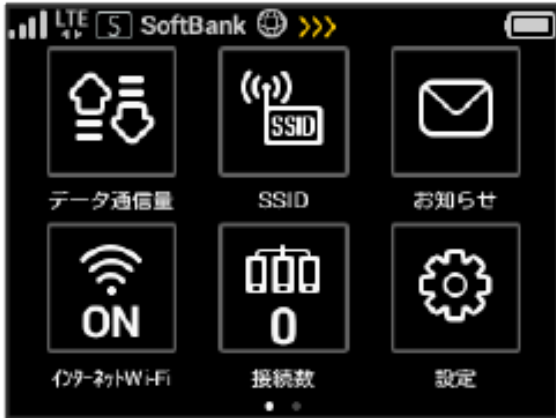 LTE S SoftBank
SSID
データ通信量 SSID お知らせ
ON 0
インターネットWi-Fi 接続数 設定